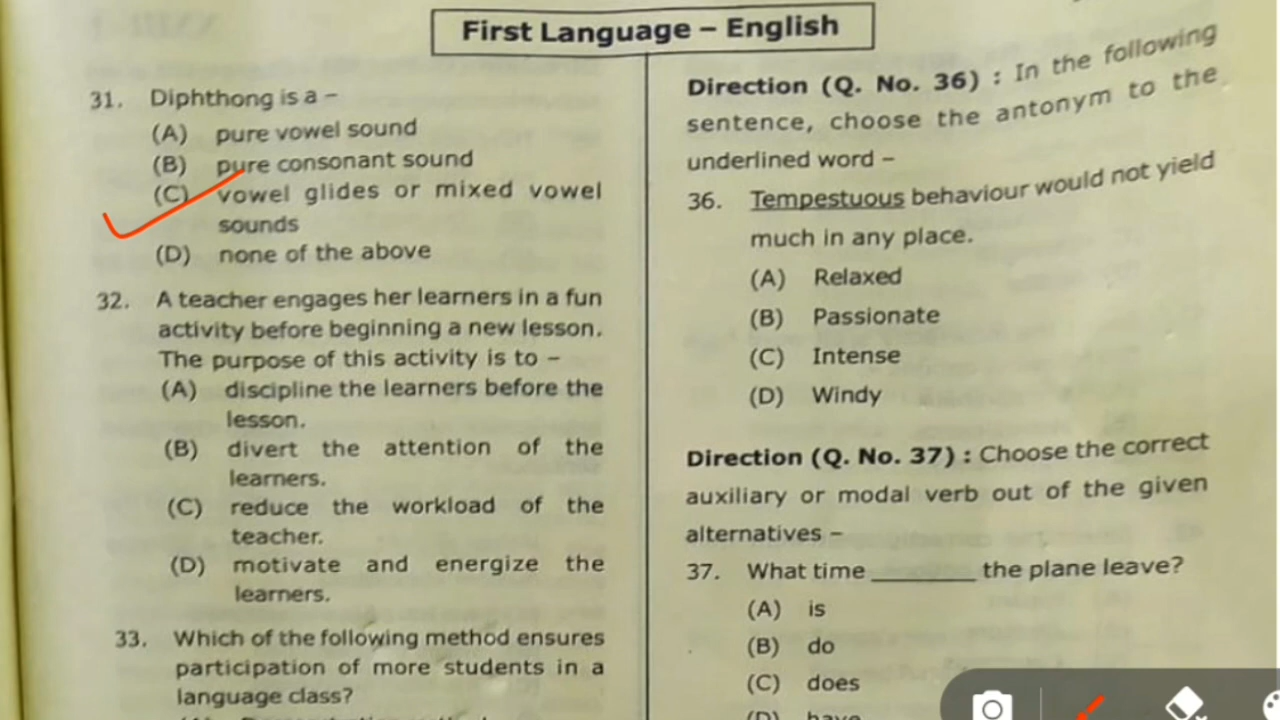 First Language – English
31. Diphthong is a –
(A) pure vowel sound
(B) pure consonant sound
(C) vowel glides or mixed vowel
sounds
(D) none of the above
32. A teacher engages her learners in a fun
activity before beginning a new lesson.
The purpose of this activity is to –
(A) discipline the learners before the
lesson.
(B) divert the attention of the
learners.
(C) reduce the workload of the
teacher.
(D) motivate and energize the
learners.
33. Which of the following method ensures
participation of more students in a
language class?
Direction (Q. No. 36) : In the following
sentence, choose the antonym to the
underlined word –
36. Tempestuous behaviour would not yield
much in any place.
(A) Relaxed
(B) Passionate
(C) Intense
(D) Windy
Direction (Q. No. 37) : Choose the correct
auxiliary or modal verb out of the given
alternatives –
37. What time ________ the plane leave?
(A) is
(B) do
(C) does
(D) have